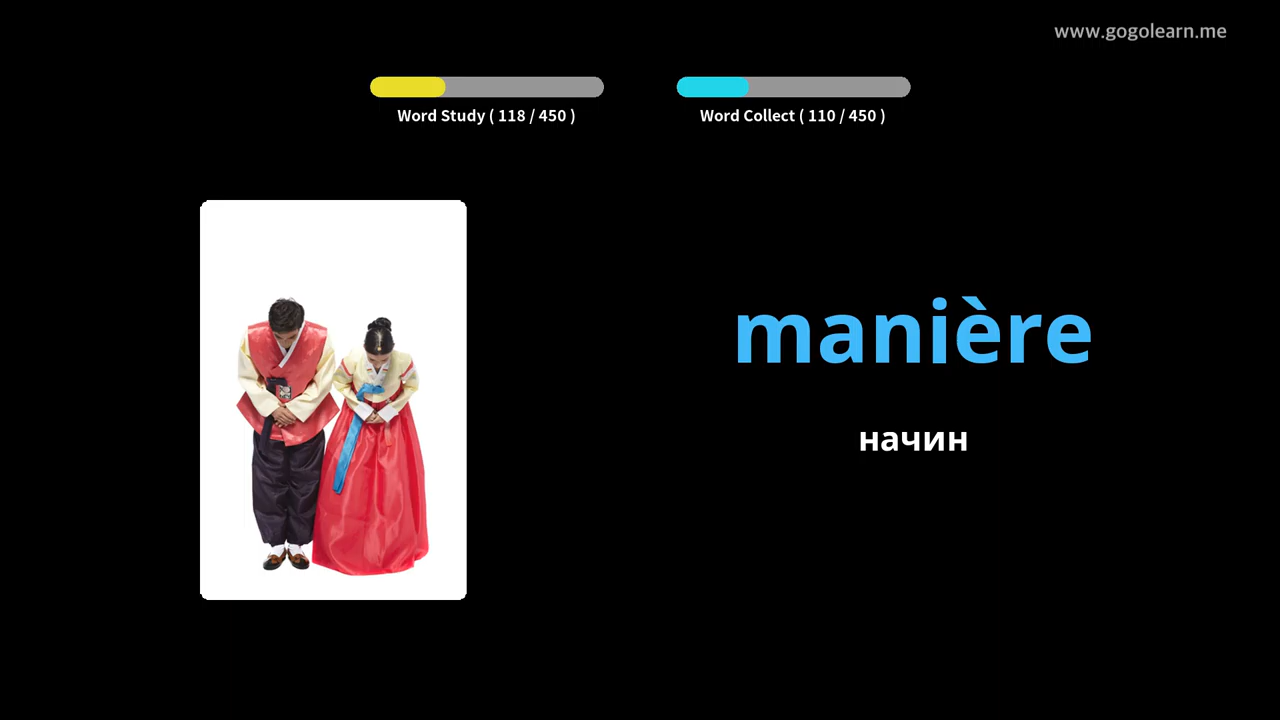 www.gogolearn.me
Word Study ( 118 / 450 )
Word Collect ( 110 / 450 )
manière
начин